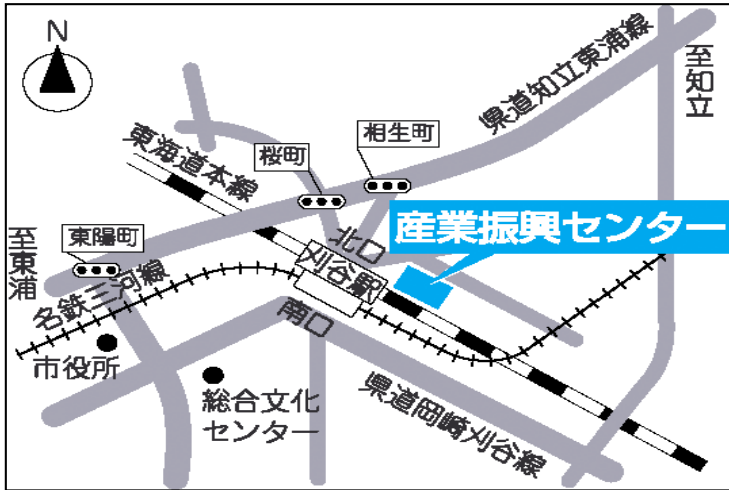 N
県道知立東浦線
至知立
相生町
桜町
東海道本線
産業振興センター
北口
刈谷駅
東陽町
至東浦
名鉄三河線
南口
市役所
総合文化
センター
県道岡崎刈谷線